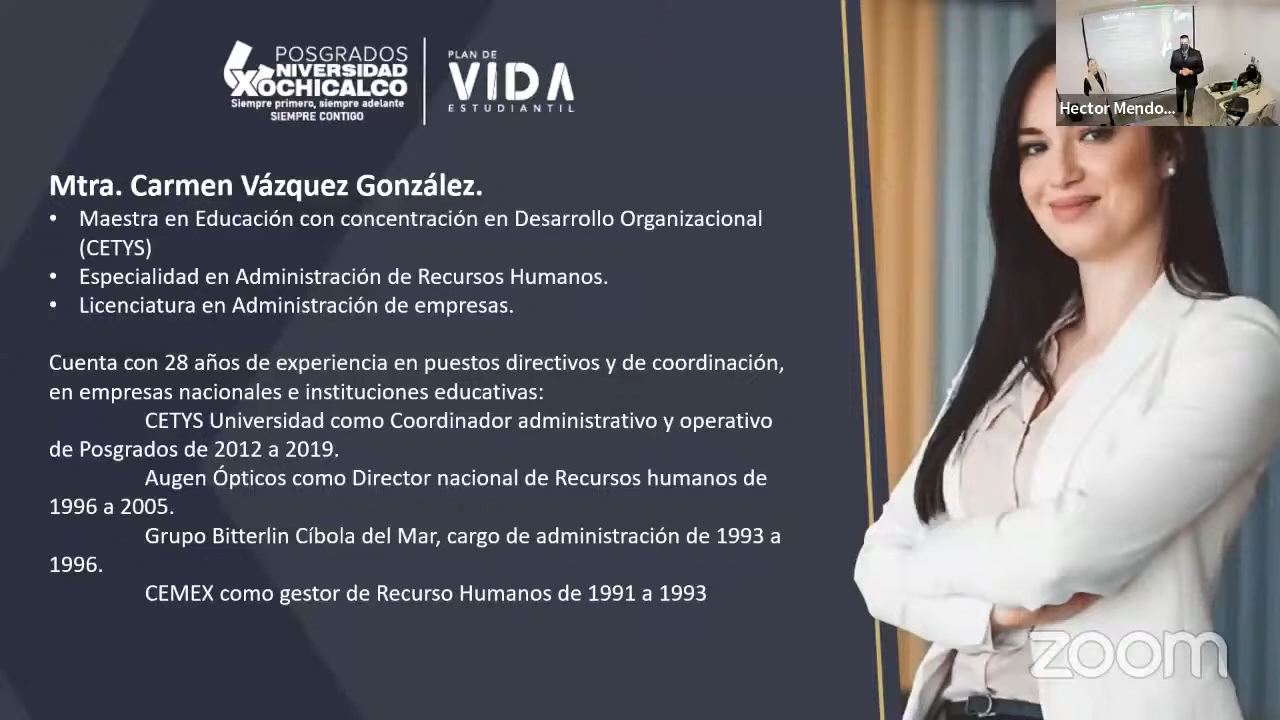 POSGRADOS
UNIVERSIDAD
XOCHICALCO
Siempre primero, siempre adelante
SIEMPRE CONTIGO
PLAN DE
VIDA
ESTUDIANTIL
Hector Mendo...
Mtra. Carmen Vázquez González.
• Maestra en Educación con concentración en Desarrollo Organizacional
(CETYS)
• Especialidad en Administración de Recursos Humanos.
• Licenciatura en Administración de empresas.
Cuenta con 28 años de experiencia en puestos directivos y de coordinación,
en empresas nacionales e instituciones educativas:
CETYS Universidad como Coordinador administrativo y operativo
de Posgrados de 2012 a 2019.
Augen Ópticos como Director nacional de Recursos humanos de
1996 a 2005.
Grupo Bitterlin Cíbola del Mar, cargo de administración de 1993 a
1996.
CEMEX como gestor de Recurso Humanos de 1991 a 1993
zoom